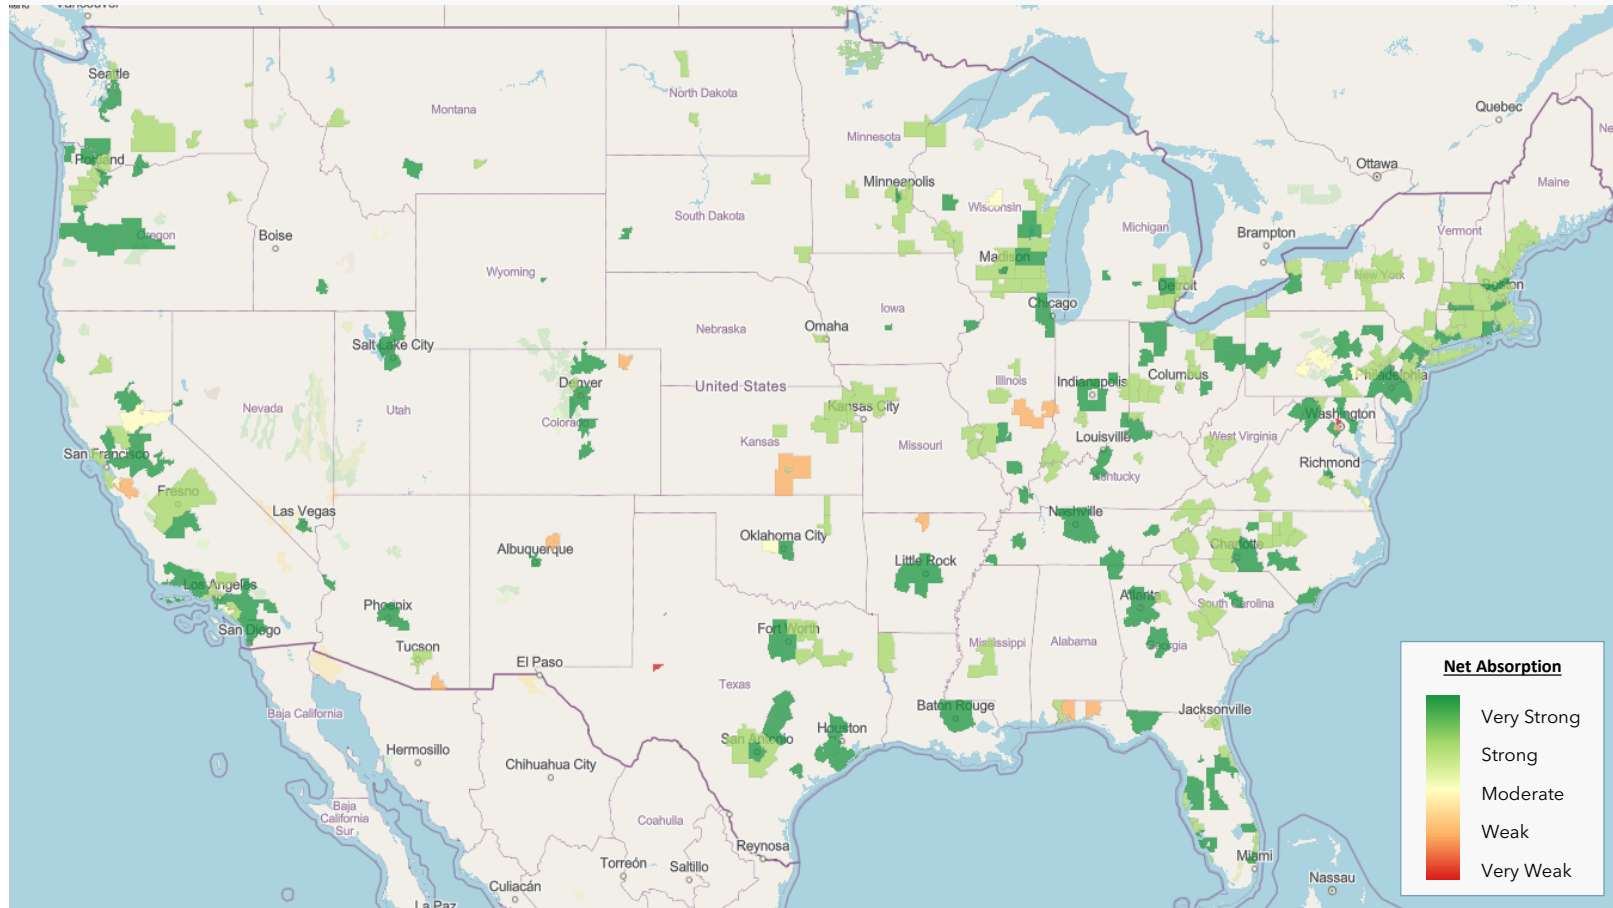 Vancouver
Seattle
Montana
North Dakota
Minnesota
Quebec
Ottawa
Maine
Portland
Minneapolis
South Dakota
Wisconsin
Michigan
Vermont
Oregon
Boise
Brampton
Wyoming
Madison
New York
Detroit
Boston
Chicago
Iowa
Nebraska
Omaha
Salt Lake City
Denver
United States
Illinois
Indianapolis
Columbus
Philadelphia
Nevada
Utah
Colorado
Kansas City
Kansas
Missouri
Louisville
West Virginia
Washington
San Francisco
Kentucky
Richmond
Fresno
Las Vegas
Nashville
Albuquerque
Oklahoma City
Little Rock
Charlotte
Los Angeles
Phoenix
Atlanta
South Carolina
San Diego
Tucson
Fort Worth
Mississippi
Alabama
Georgia
El Paso
Texas
Baja California
Baton Rouge
Jacksonville
Hermosillo
San Antonio
Houston
Chihuahua City
Baja
California
Sur
Coahuila
Reynosa
Torreón
Saltillo
Miami
Culiacán
Nassau
La Paz
Net Absorption
Very Strong
Strong
Moderate
Weak
Very Weak